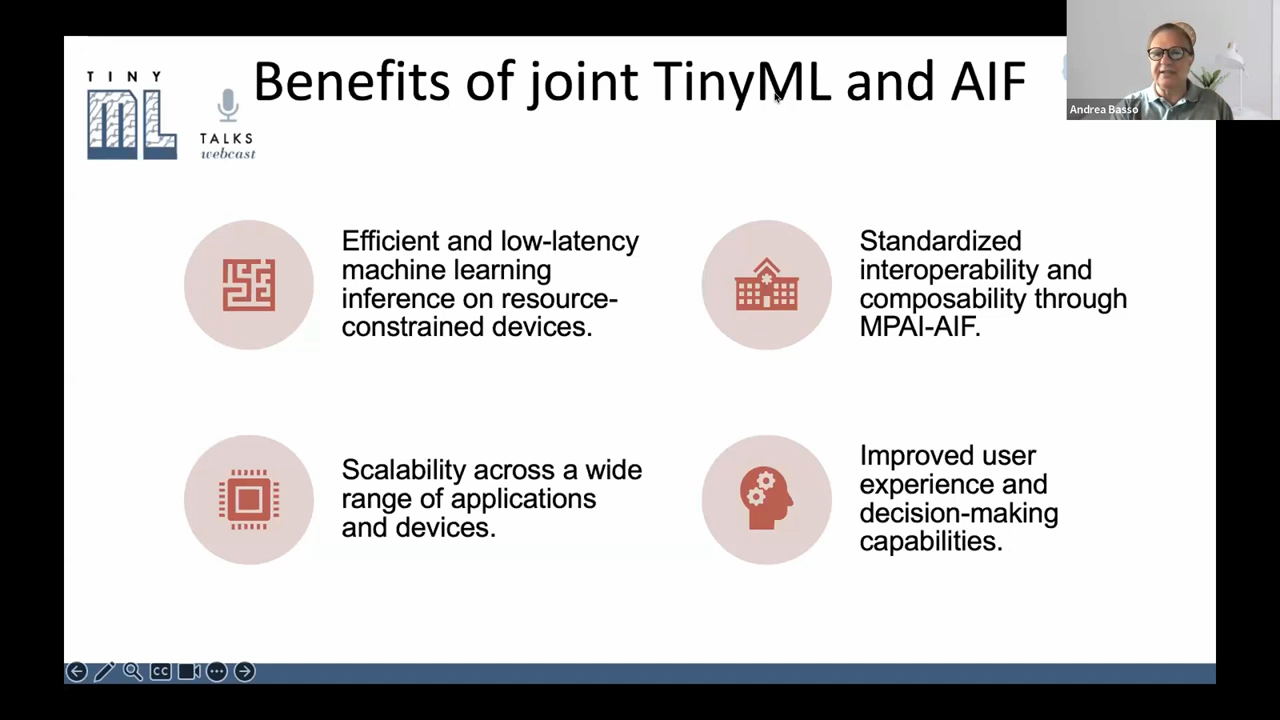 TINY
ML
TALKS
webcast
Benefits of joint TinyML and AIF
Andrea Basso
Efficient and low-latency
machine learning
inference on resource-
constrained devices.
Standardized
interoperability and
composability through
MPAI-AIF.
Scalability across a wide
range of applications
and devices.
Improved user
experience and
decision-making
capabilities.
CC